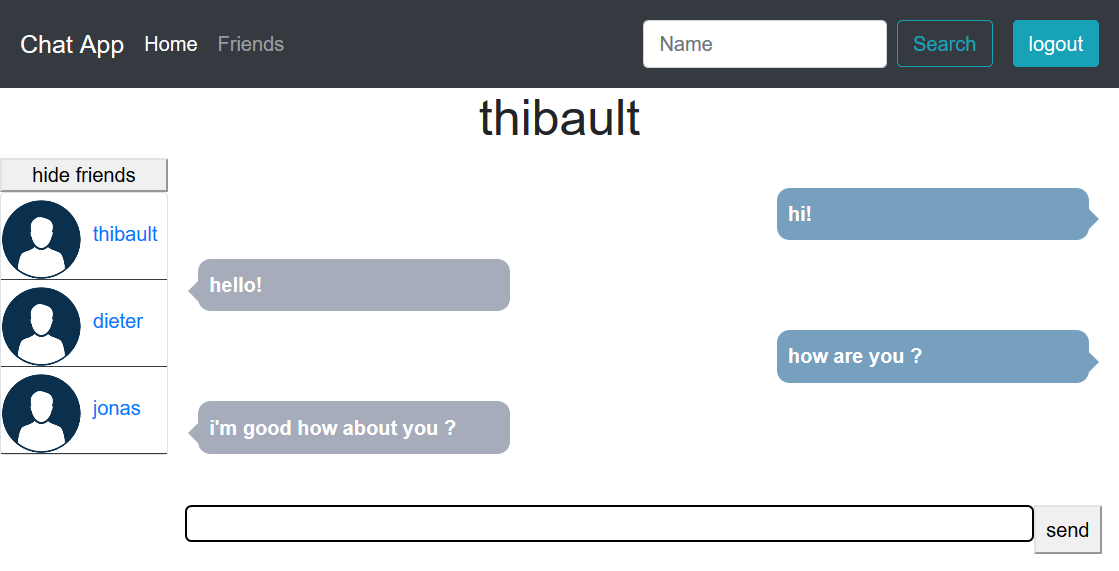 Chat App Home Friends Name Search logout
thibault
hide friends
thibault
dieter
jonas
hi!
hello!
how are you ?
i'm good how about you ?
send